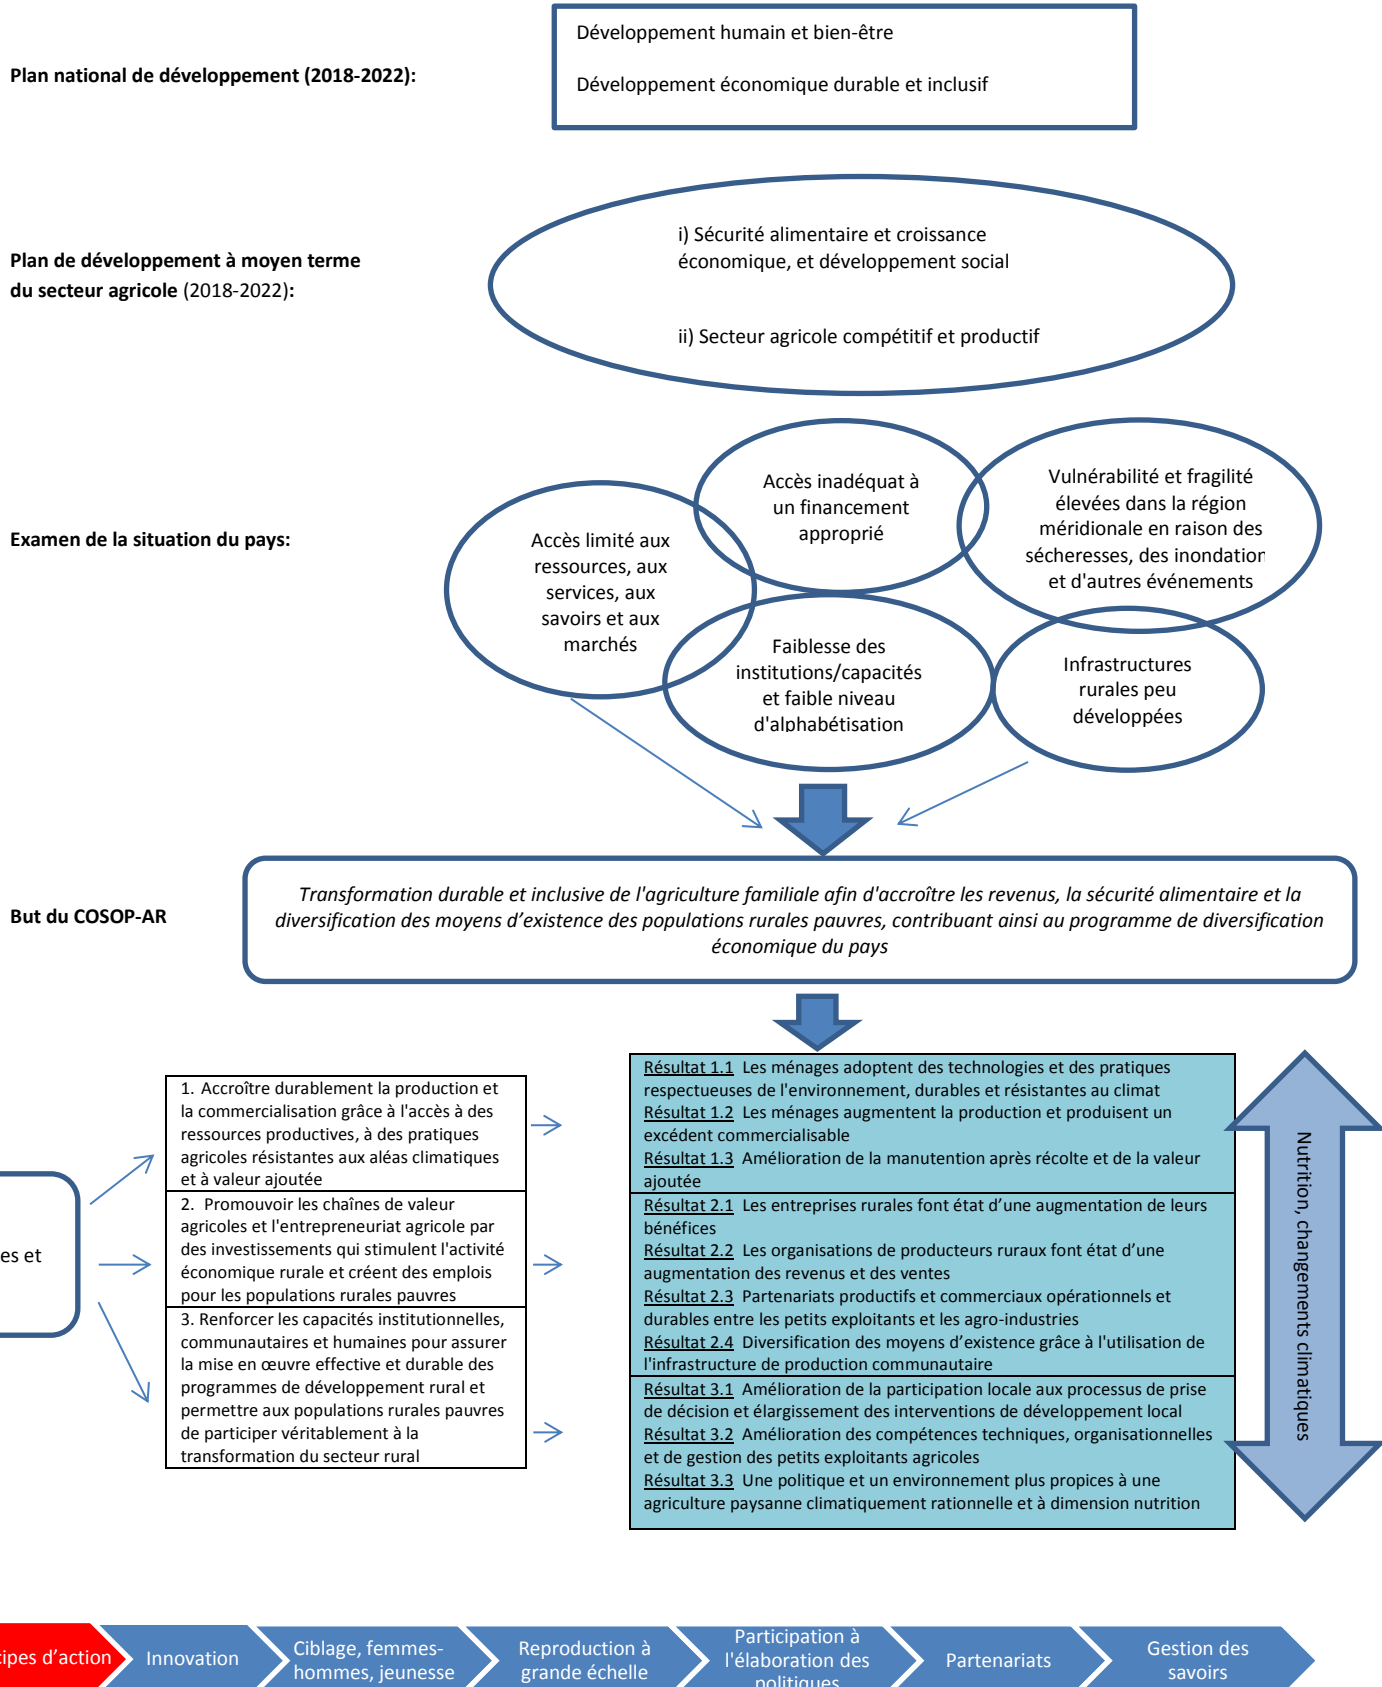 Développement humain et bien-être
Plan national de développement (2018-2022):
Développement économique durable et inclusif
i) Sécurité alimentaire et croissance
économique, et développement social
Plan de développement à moyen terme
du secteur agricole (2018-2022):
ii) Secteur agricole compétitif et productif
Examen de la situation du pays:
Accès limité aux
ressources, aux
services, aux
savoirs et aux
marchés
Accès inadéquat à
un financement
approprié
Vulnérabilité et fragilité
élevées dans la région
méridionale en raison des
sécheresses, des inondation
et d'autres événements
Faiblesse des
institutions/capacités
et faible niveau
d'alphabétisation
Infrastructures
rurales peu
développées
But du COSOP-AR
Transformation durable et inclusive de l'agriculture familiale afin d'accroître les revenus, la sécurité alimentaire et la
diversification des moyens d’existence des populations rurales pauvres, contribuant ainsi au programme de diversification
économique du pays
es et
1. Accroître durablement la production et
la commercialisation grâce à l'accès à des
ressources productives, à des pratiques
agricoles résistantes aux aléas climatiques
et à valeur ajoutée
2. Promouvoir les chaînes de valeur
agricoles et l'entrepreneuriat agricole par
des investissements qui stimulent l'activité
économique rurale et créent des emplois
pour les populations rurales pauvres
3. Renforcer les capacités institutionnelles,
communautaires et humaines pour assurer
la mise en œuvre effective et durable des
programmes de développement rural et
permettre aux populations rurales pauvres
de participer véritablement à la
transformation du secteur rural
Résultat 1.1 Les ménages adoptent des technologies et des pratiques
respectueuses de l'environnement, durables et résistantes au climat
Résultat 1.2 Les ménages augmentent la production et produisent un
excédent commercialisable
Résultat 1.3 Amélioration de la manutention après récolte et de la valeur
ajoutée
Résultat 2.1 Les entreprises rurales font état d’une augmentation de leurs
bénéfices
Résultat 2.2 Les organisations de producteurs ruraux font état d’une
augmentation des revenus et des ventes
Résultat 2.3 Partenariats productifs et commerciaux opérationnels et
durables entre les petits exploitants et les agro-industries
Résultat 2.4 Diversification des moyens d’existence grâce à l'utilisation de
l'infrastructure de production communautaire
Résultat 3.1 Amélioration de la participation locale aux processus de prise
de décision et élargissement des interventions de développement local
Résultat 3.2 Amélioration des compétences techniques, organisationnelles
et de gestion des petits exploitants agricoles
Résultat 3.3 Une politique et un environnement plus propices à une
agriculture paysanne climatiquement rationnelle et à dimension nutrition
Nutrition, changements climatiques
cipes d’action
Innovation
Ciblage, femmes-
hommes, jeunesse
Reproduction à
grande échelle
Participation à
l'élaboration des
politiques
Partenariats
Gestion des
savoirs